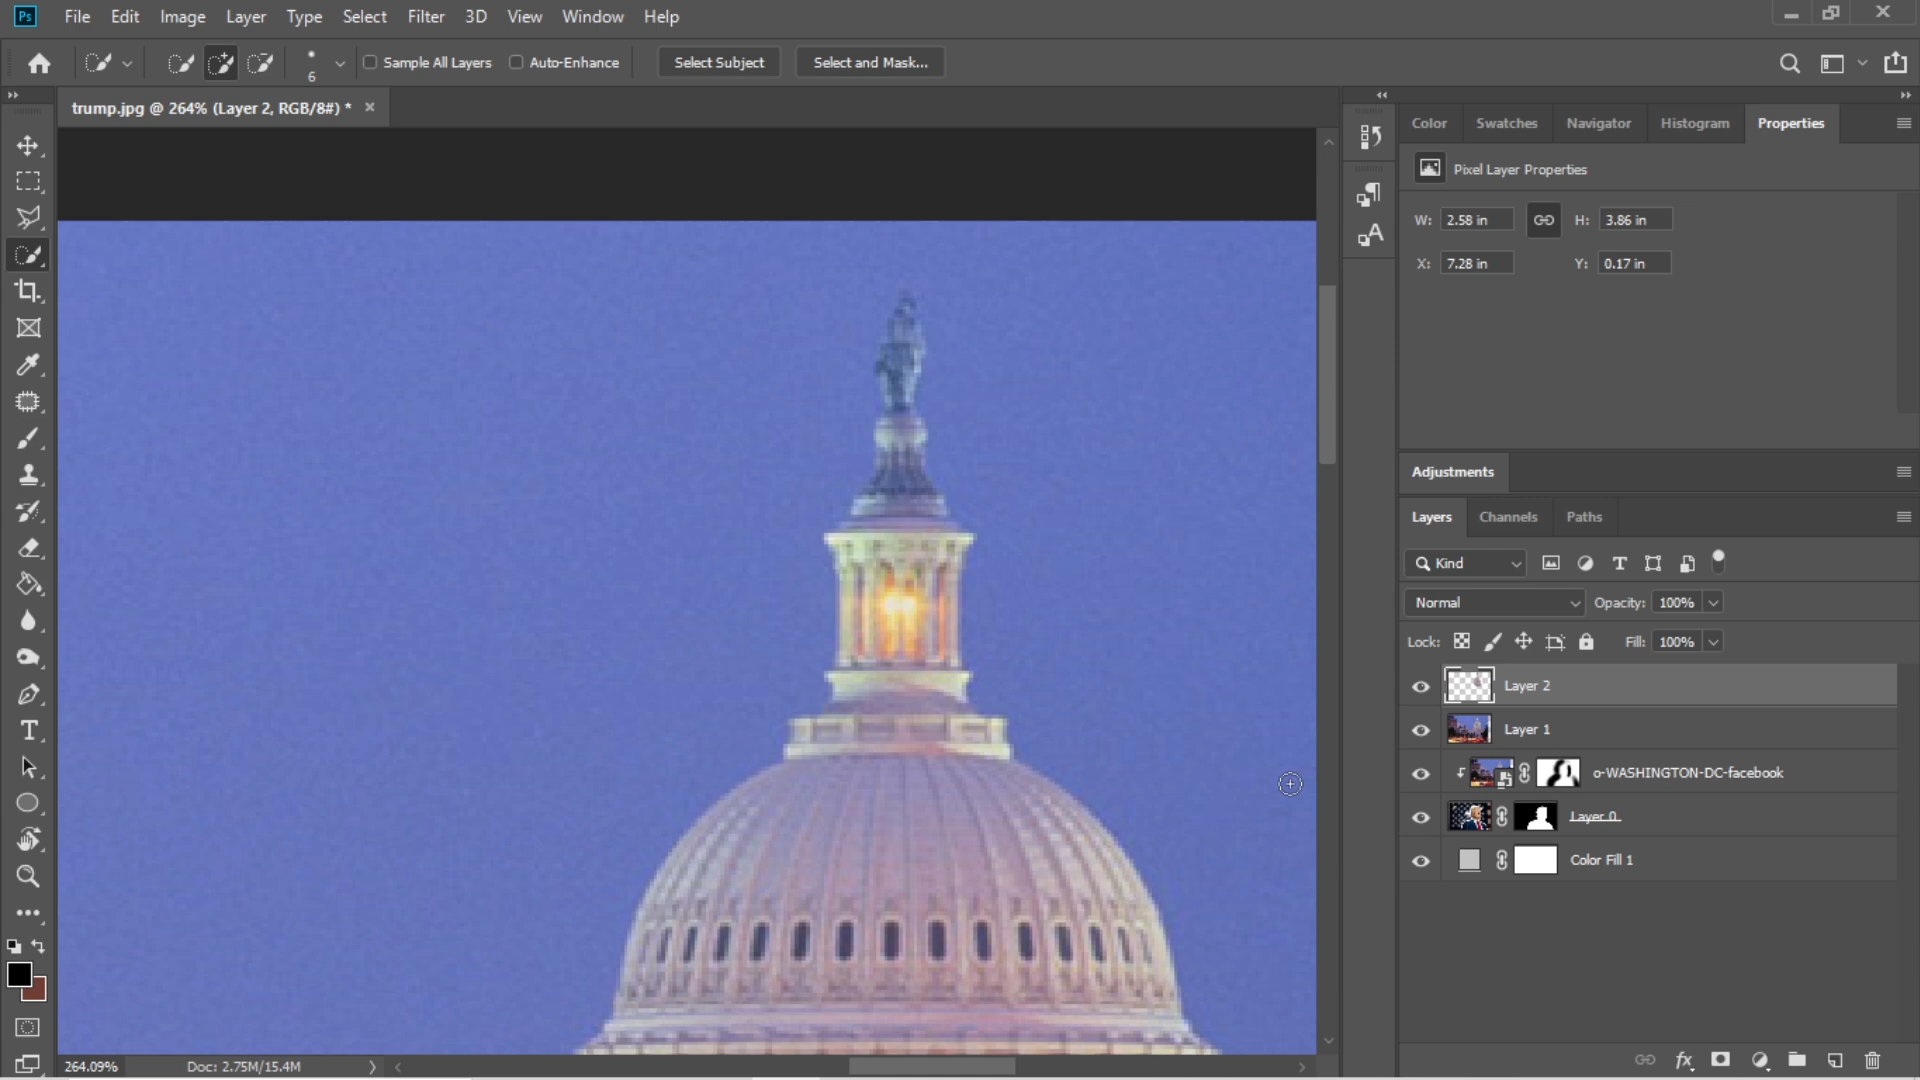 Ps File Edit Image Layer Type Select Filter 3D View Window Help
6 Sample All Layers Auto-Enhance Select Subject Select and Mask...
trump.jpg @ 264% (Layer 2, RGB/8#) *
Color Swatches Navigator Histogram Properties
Pixel Layer Properties
W: 2.58 in H: 3.86 in
X: 7.28 in Y: 0.17 in
Adjustments
Layers Channels Paths
Kind
Normal Opacity: 100%
Lock: Fill: 100%
Layer 2
Layer 1
o-WASHINGTON-DC-facebook
Layer 0
Color Fill 1
264.09% Doc: 2.75M/15.4M